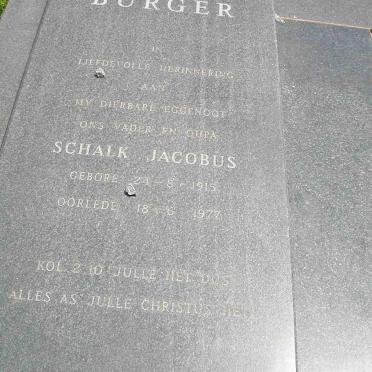 BURGER
IN
LIEFDEVOLLE HERINNERING
AAN
MY DIERBARE EGGENOOT
ONS VADER EN OUPA
SCHALK JACOBUS
GEBORE 24-8-1915
OORLEDE 18-6-1977
KOL. 2:10 JULLE HET DUS
ALLES AS JULLE CHRISTUS HET